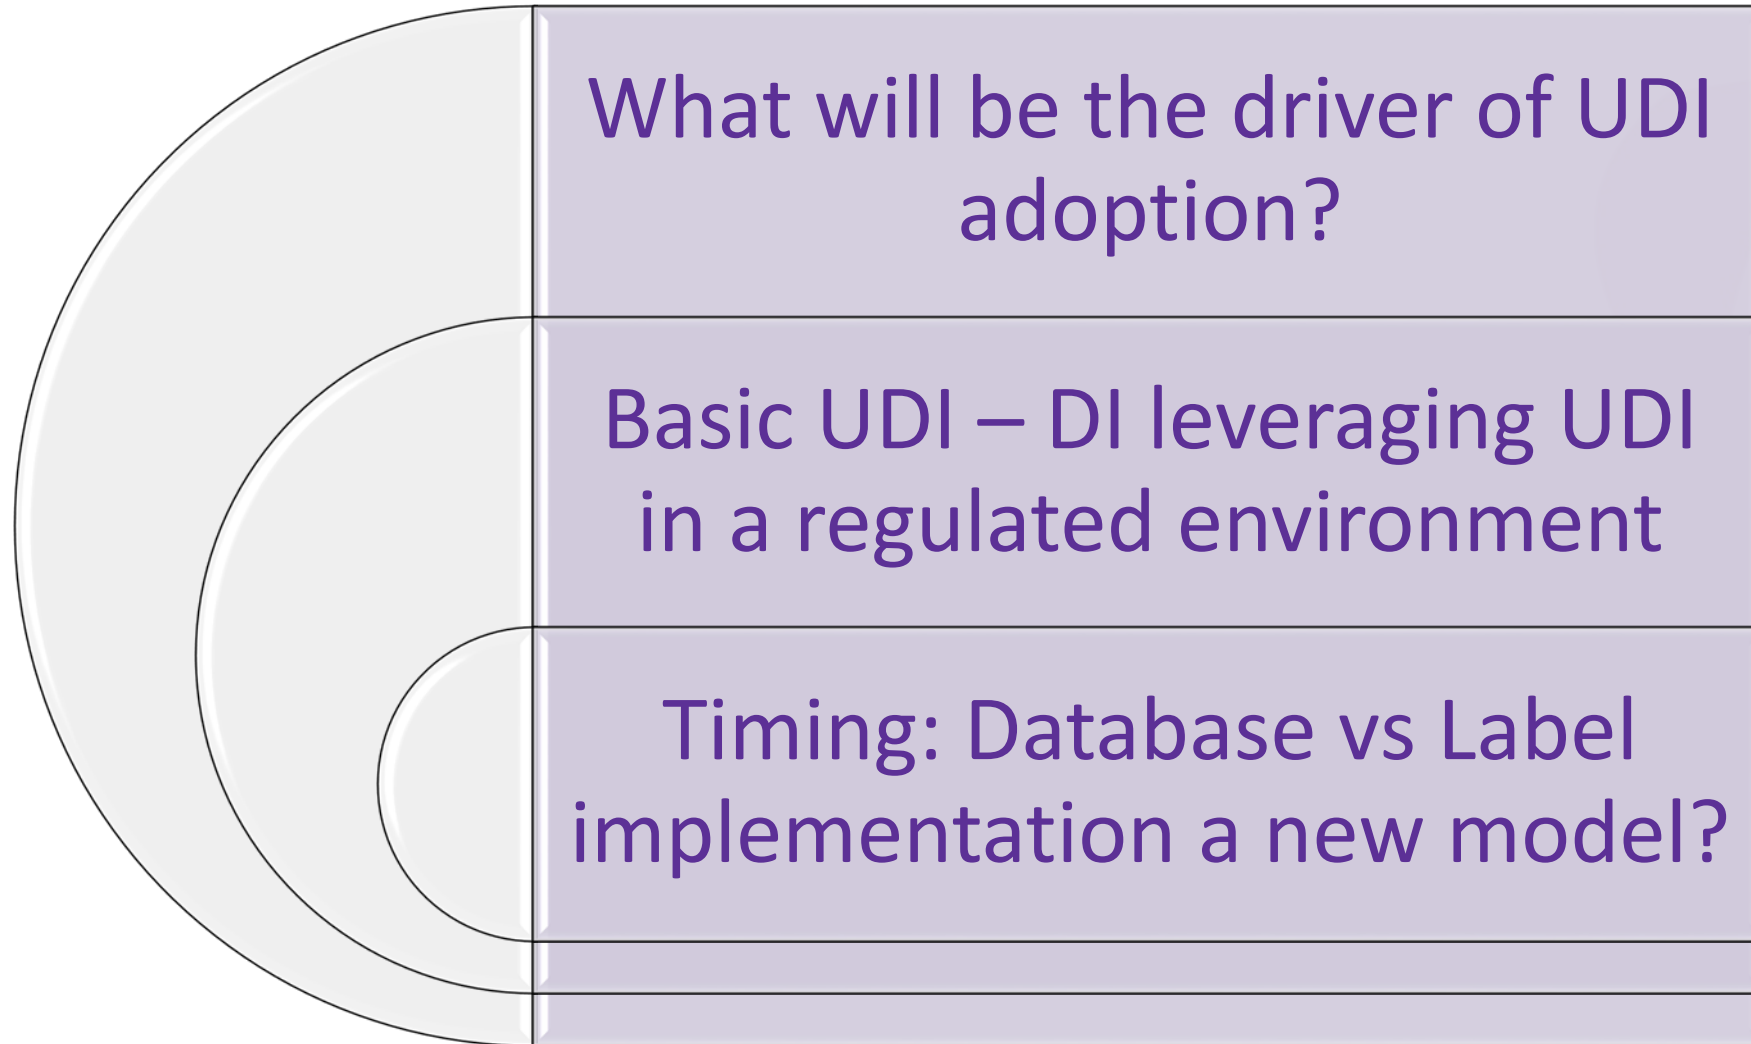 What will be the driver of UDI
adoption?
Basic UDI – DI leveraging UDI
in a regulated environment
Timing: Database vs Label
implementation a new model?